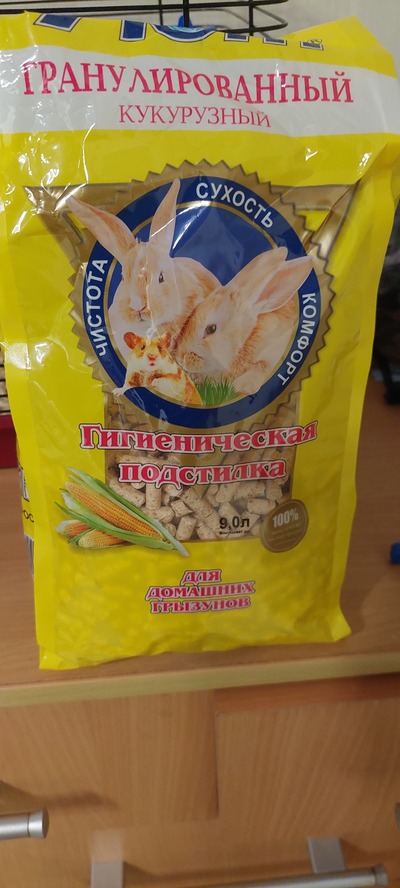 ГРАНУЛИРОВАННЫЙ
КУКУРУЗНЫЙ
ЧИСТОТА
СУХОСТЬ
КОМФОРТ
Гигиеническая
подстилка
9,0л
100%
для
домашних
грызунов